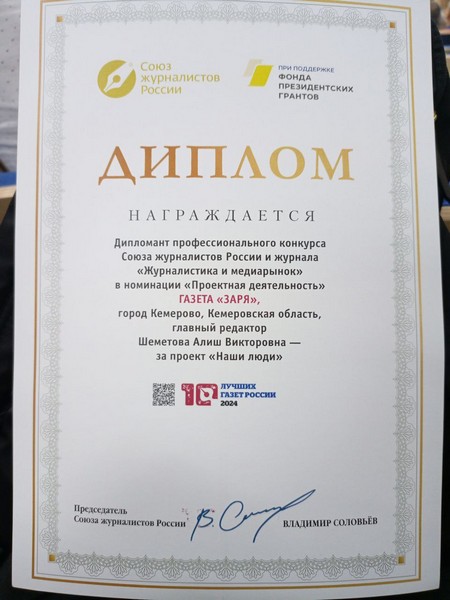 Союз
журналистов
России
ПРИ ПОДДЕРЖКЕ
ФОНДА
ПРЕЗИДЕНТСКИХ
ГРАНТОВ
ДИПЛОМ
НАГРАЖДАЕТСЯ
Дипломант профессионального конкурса
Союза журналистов России и журнала
«Журналистика и медиарынок»
в номинации «Проектная деятельность»
ГАЗЕТА «ЗАРЯ»,
город Кемерово, Кемеровская область,
главный редактор
Шеметова Алиш Викторовна —
за проект «Наши люди»
10 ЛУЧШИХ
ГАЗЕТ РОССИИ
2024
Председатель
Союза журналистов России
ВЛАДИМИР СОЛОВЬЁВ